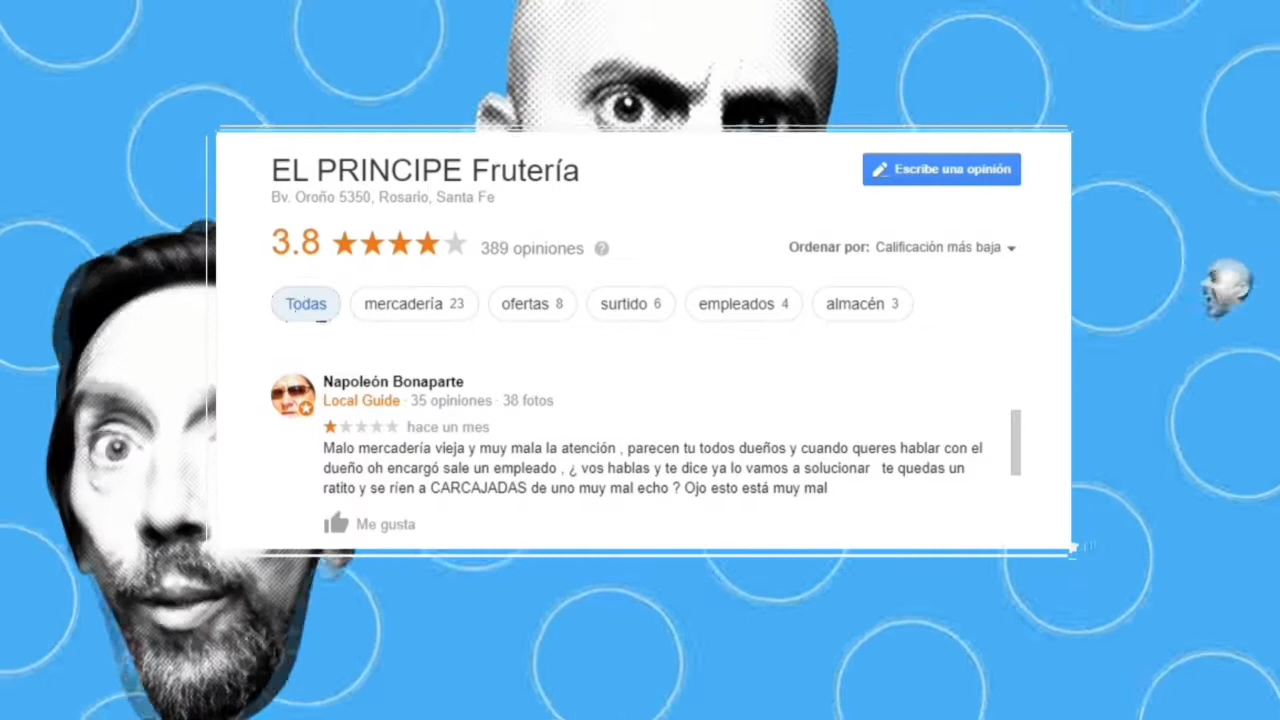 EL PRINCIPE Frutería
Escribe una opinión
Bv. Oroño 5350, Rosario, Santa Fe
3.8
389 opiniones ?
Ordenar por: Calificación más baja
Todas
mercadería 23
ofertas 8
surtido 6
empleados 4
almacén 3
Napoleón Bonaparte
Local Guide · 35 opiniones · 38 fotos
hace un mes
Malo mercadería vieja y muy mala la atención , parecen tu todos dueños y cuando queres hablar con el
dueño oh encargó sale un empleado , ¿ vos hablas y te dice ya lo vamos a solucionar te quedas un
ratito y se ríen a CARCAJADAS de uno muy mal echo ? Ojo esto está muy mal
Me gusta